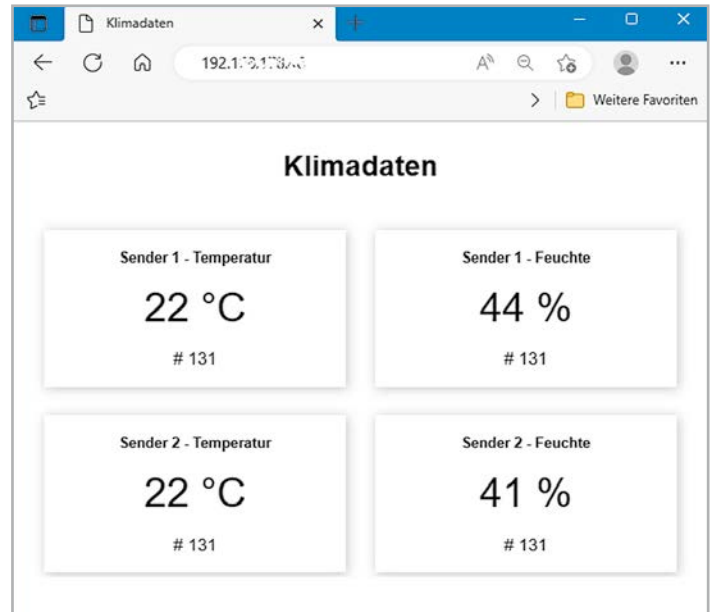 Klimadaten
Weitere Favoriten
Klimadaten
Sender 1 - Temperatur
22 °C
# 131
Sender 1 - Feuchte
44 %
# 131
Sender 2 - Temperatur
22 °C
# 131
Sender 2 - Feuchte
41 %
# 131